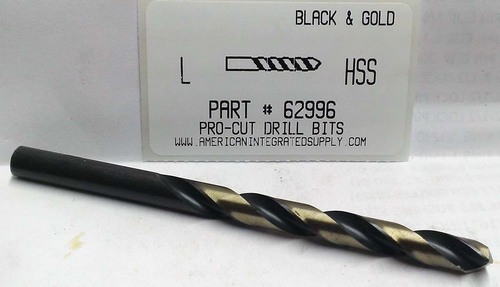 BLACK & GOLD
L HSS
PART # 62996
PRO-CUT DRILL BITS
WWW.AMERICANINTEGRATEDSUPPLY.COM